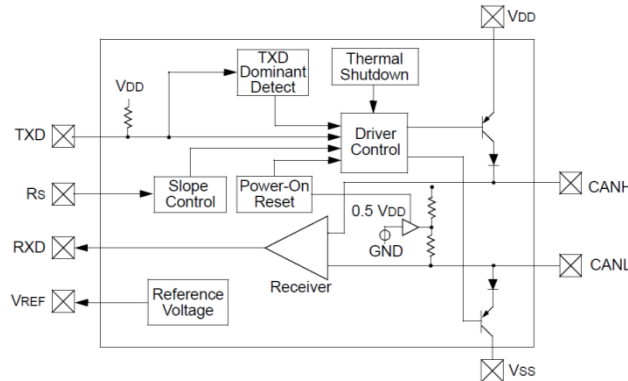 VDD
TXD
Dominant
Detect
Thermal
Shutdown
VDD
TXD
Driver
Control
RS
Slope
Control
Power-On
Reset
0.5 VDD
CANH
GND
RXD
CANL
Receiver
VREF
Reference
Voltage
VSS